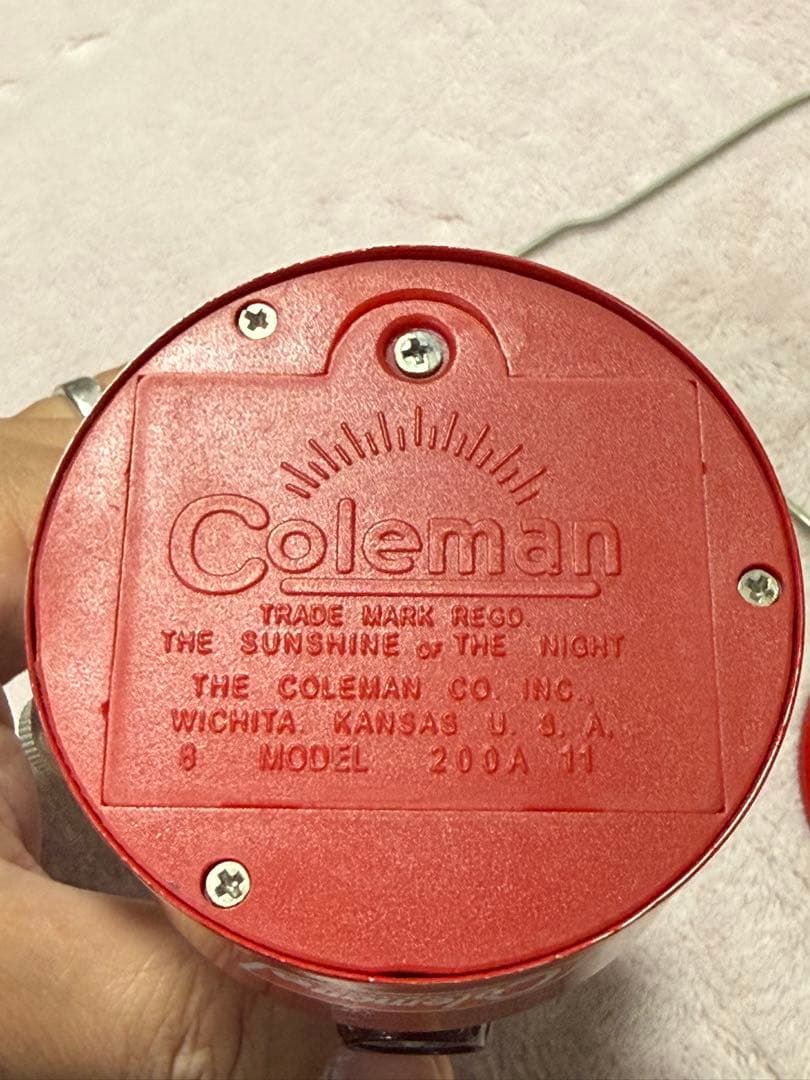 Coleman
TRADE MARK REGD.
THE SUNSHINE OF THE NIGHT
THE COLEMAN CO. INC.,
WICHITA. KANSAS U. S. A.
8 MODEL 200A 11